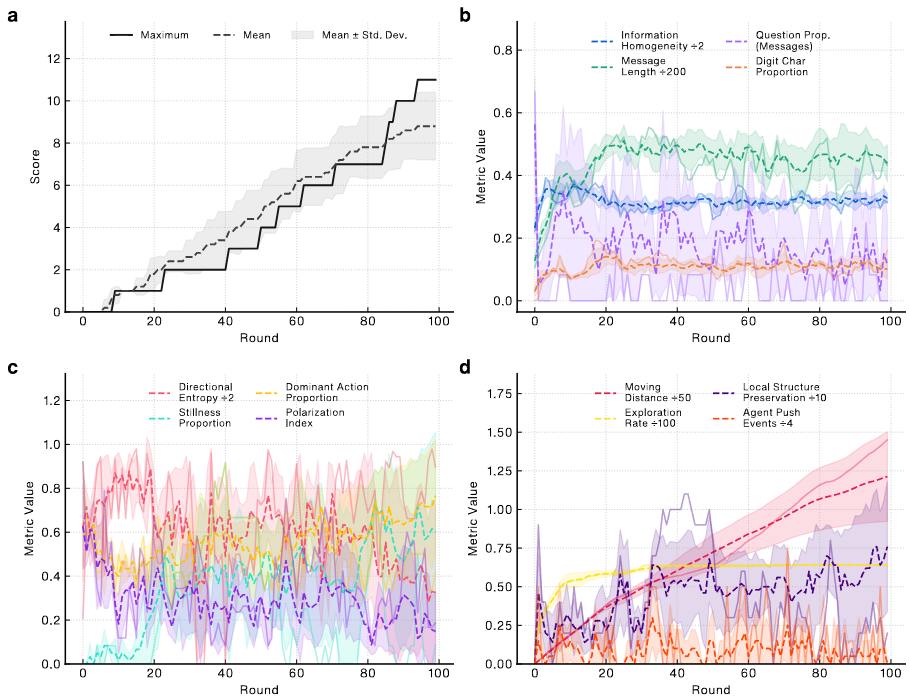 a
Maximum
Mean
Mean ± Std. Dev.
12
10
8
6
4
2
0
Score
0
20
40
60
80
100
Round
b
Information
Homogeneity ÷2
Message
Length ÷200
Question Prop.
(Messages)
Digit Char
Proportion
0.8
0.6
0.4
0.2
0.0
Metric Value
0
20
40
60
80
100
Round
c
Directional
Entropy ÷2
Stillness
Proportion
Dominant Action
Proportion
Polarization
Index
1.2
1.0
0.8
0.6
0.4
0.2
0.0
Metric Value
0
20
40
60
80
100
Round
d
Moving
Distance ÷50
Exploration
Rate ÷100
Local Structure
Preservation ÷10
Agent Push
Events ÷4
1.75
1.50
1.25
1.00
0.75
0.50
0.25
0.00
Metric Value
0
20
40
60
80
100
Round